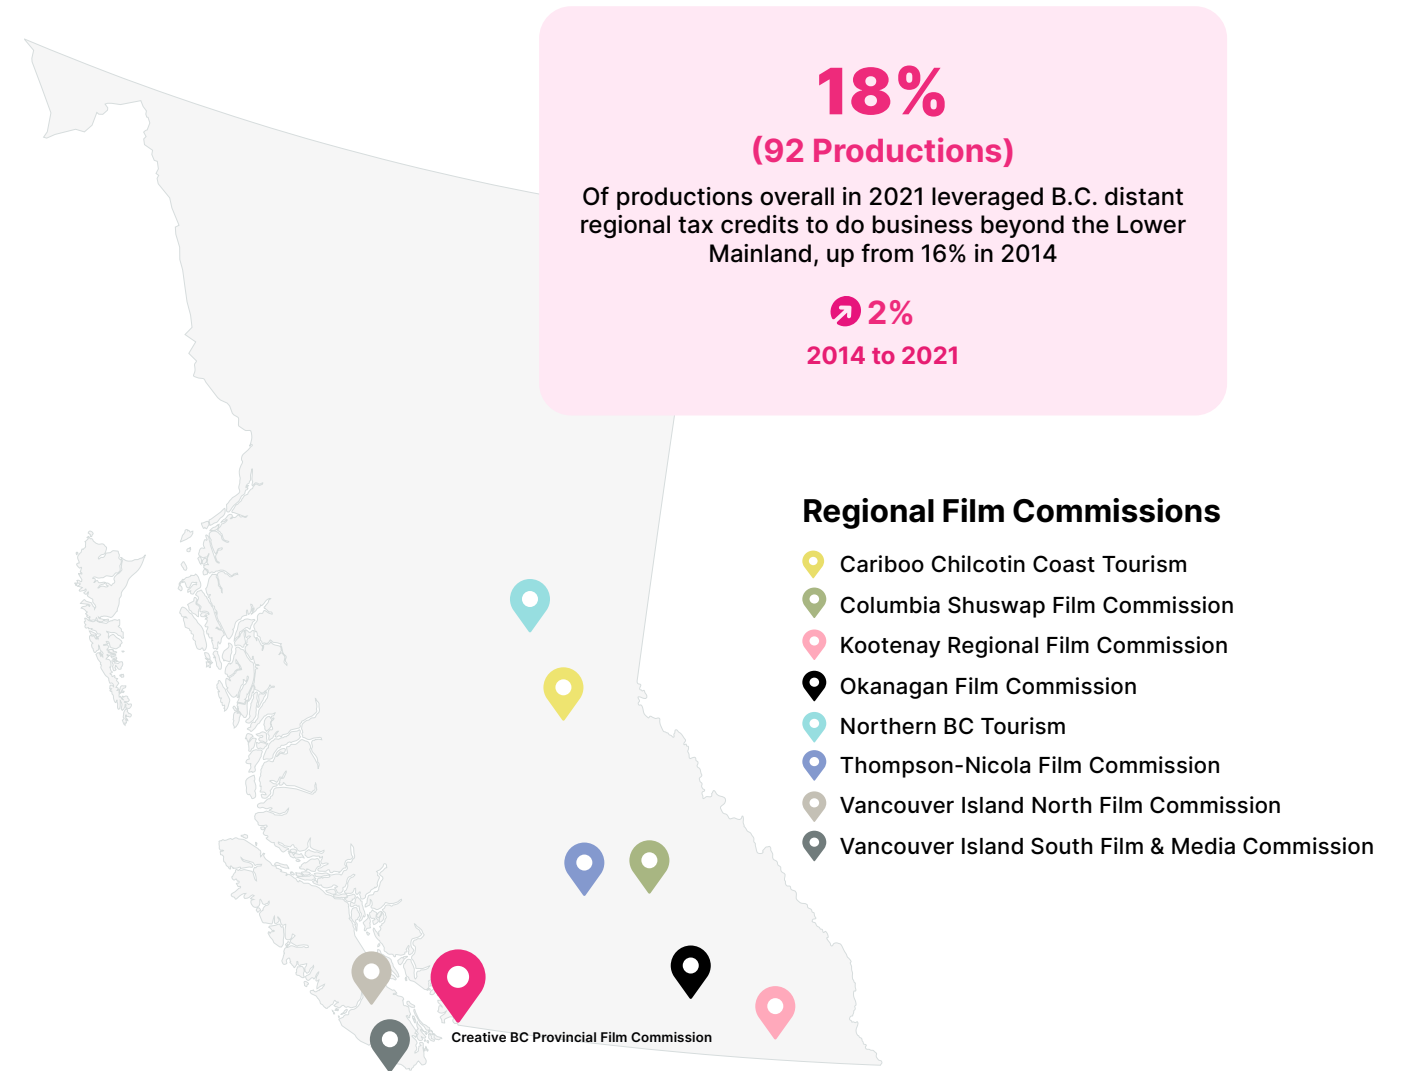 18%
(92 Productions)
Of productions overall in 2021 leveraged B.C. distant
regional tax credits to do business beyond the Lower
Mainland, up from 16% in 2014
2%
2014 to 2021
Regional Film Commissions
Cariboo Chilcotin Coast Tourism
Columbia Shuswap Film Commission
Kootenay Regional Film Commission
Okanagan Film Commission
Northern BC Tourism
Thompson-Nicola Film Commission
Vancouver Island North Film Commission
Vancouver Island South Film & Media Commission
Creative BC Provincial Film Commission